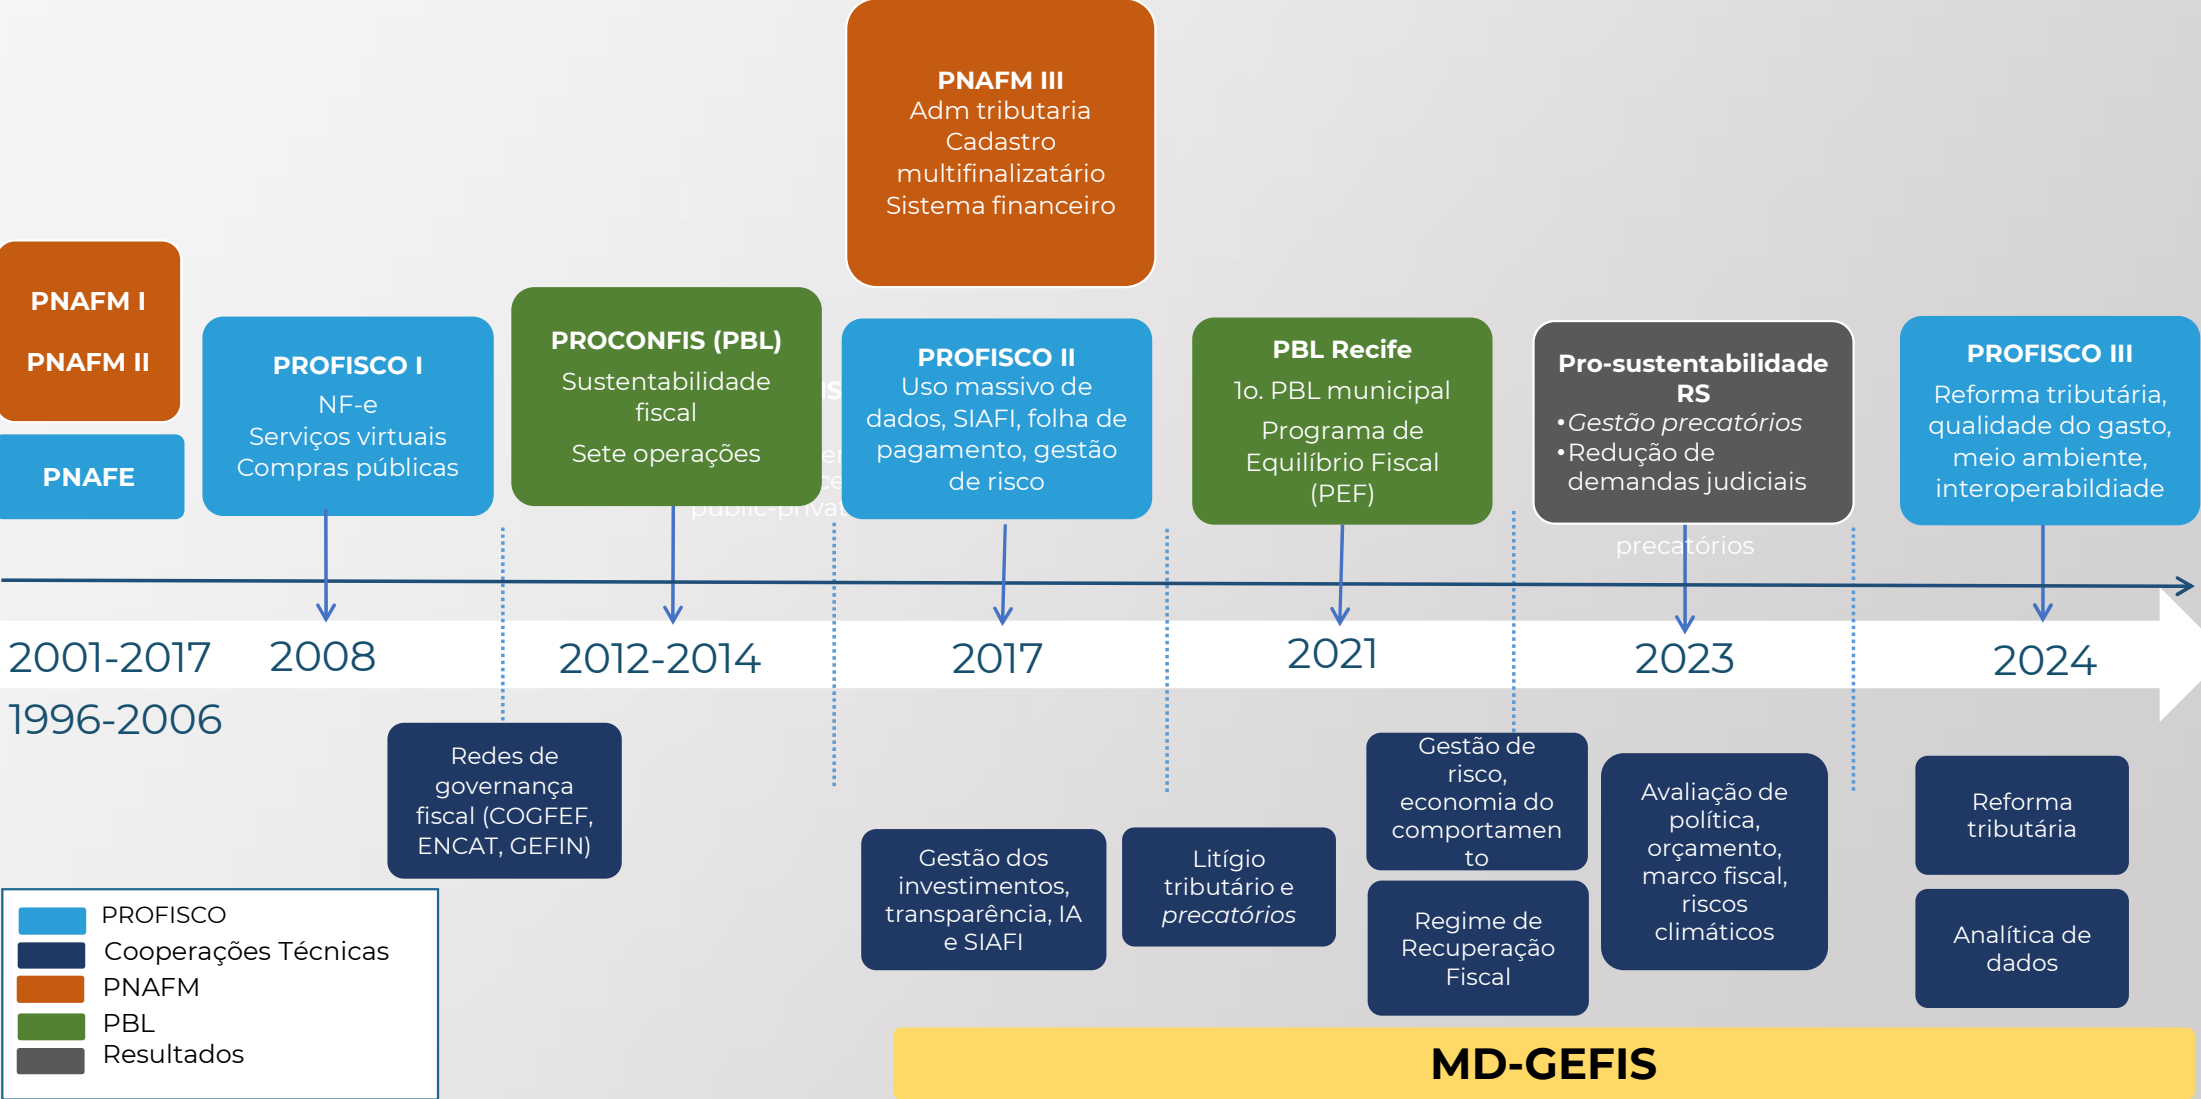 PNAFM III
Adm tributaria
Cadastro
multifinalizatário
Sistema financeiro
PNAFM I
PNAFM II
PNAFE
PROFISCO I
NF-e
Serviços virtuais
Compras públicas
PROCONFIS (PBL)
Sustentabilidade
fiscal
Sete operações
PROFISCO II
Uso massivo de
dados, SIAFI, folha de
pagamento, gestão
de risco
PBL Recife
1o. PBL municipal
Programa de
Equilíbrio Fiscal
(PEF)
Pro-sustentabilidade
RS
•Gestão precatórios
•Redução de
demandas judiciais
precatórios
PROFISCO III
Reforma tributária,
qualidade do gasto,
meio ambiente,
interoperabildiade
2001-2017
2008
2012-2014
2017
2021
2023
2024
1996-2006
Redes de
governança
fiscal (COGFEF,
ENCAT, GEFIN)
Gestão dos
investimentos,
transparência, IA
e SIAFI
Litígio
tributário e
precatórios
Gestão de
risco,
economia do
comportamen
to
Regime de
Recuperação
Fiscal
Avaliação de
política,
orçamento,
marco fiscal,
riscos
climáticos
Reforma
tributária
Analítica de
dados
PROFISCO
Cooperações Técnicas
PNAFM
PBL
Resultados
MD-GEFIS